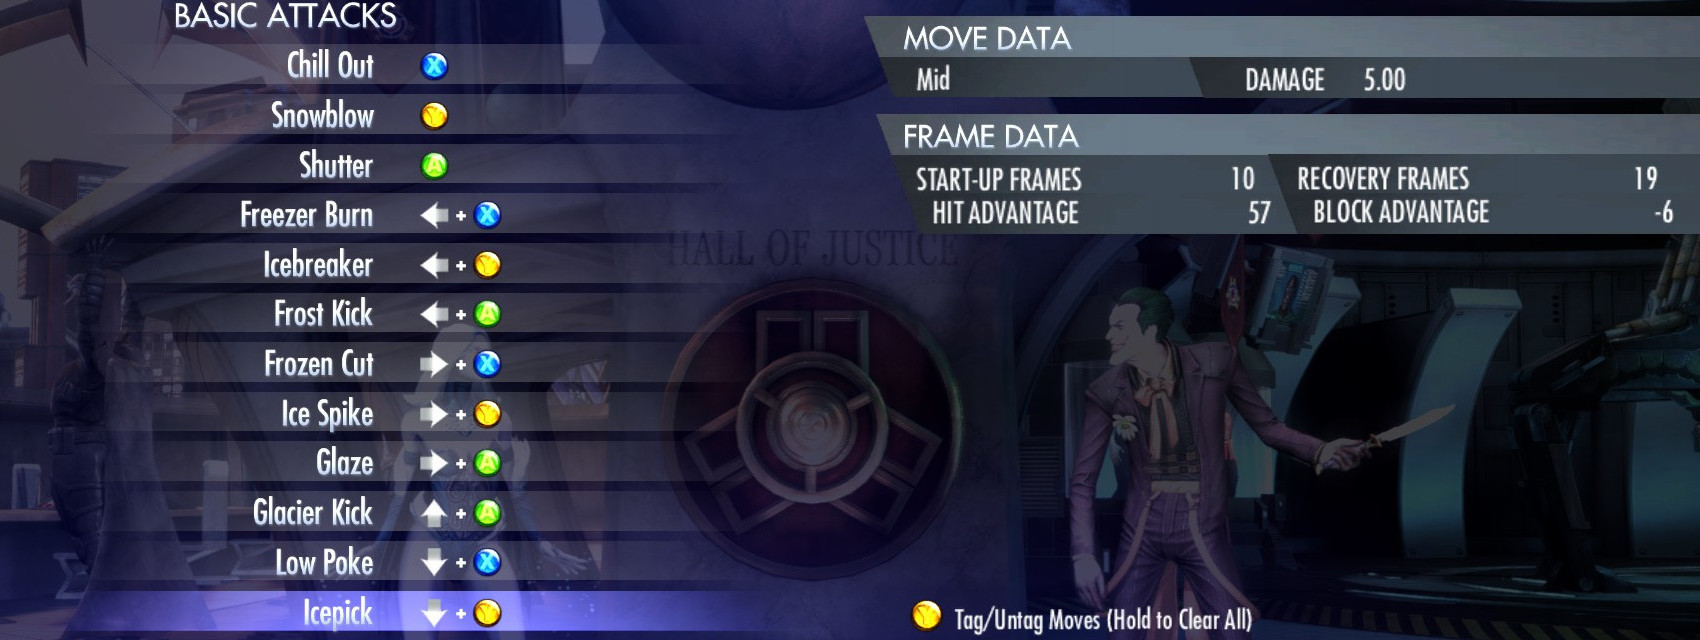 BASIC ATTACKS
Chill Out X
Snowblow Y
Shutter A
Freezer Burn + X
Icebreaker + Y
Frost Kick + A
Frozen Cut + X
Ice Spike + Y
Glaze + A
Glacier Kick + A
Low Poke + X
Icepick + Y
MOVE DATA
Mid DAMAGE 5.00
FRAME DATA
START-UP FRAMES 10 RECOVERY FRAMES 19
HIT ADVANTAGE 57 BLOCK ADVANTAGE -6
HALL OF JUSTICE
Y Tag/Untag Moves (Hold to Clear All)